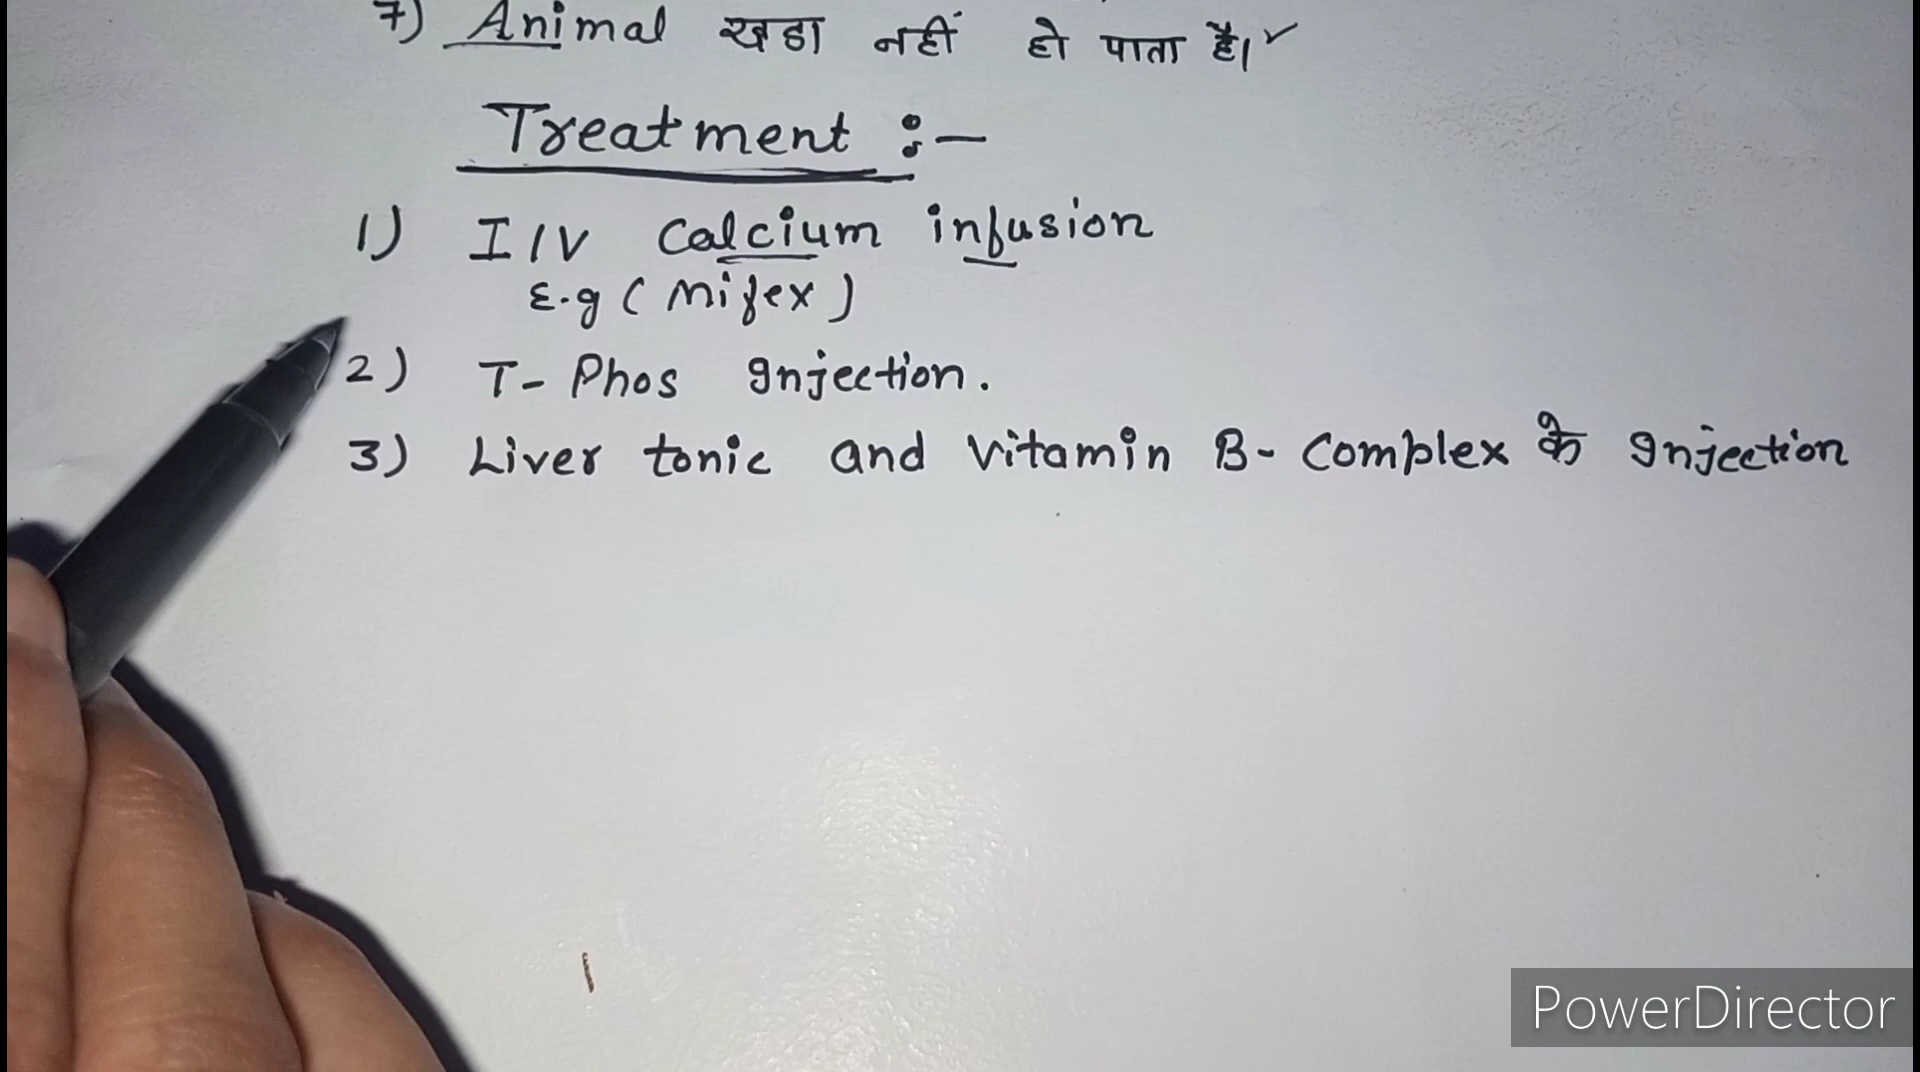 7) Animal खडा नहीं हो पाता है। ✓
Treatment :-
1) I/V Calcium infusion
E.g ( Mifex )
2) T- Phos Injection.
3) Liver tonic and Vitamin B- Complex के Injection
PowerDirector